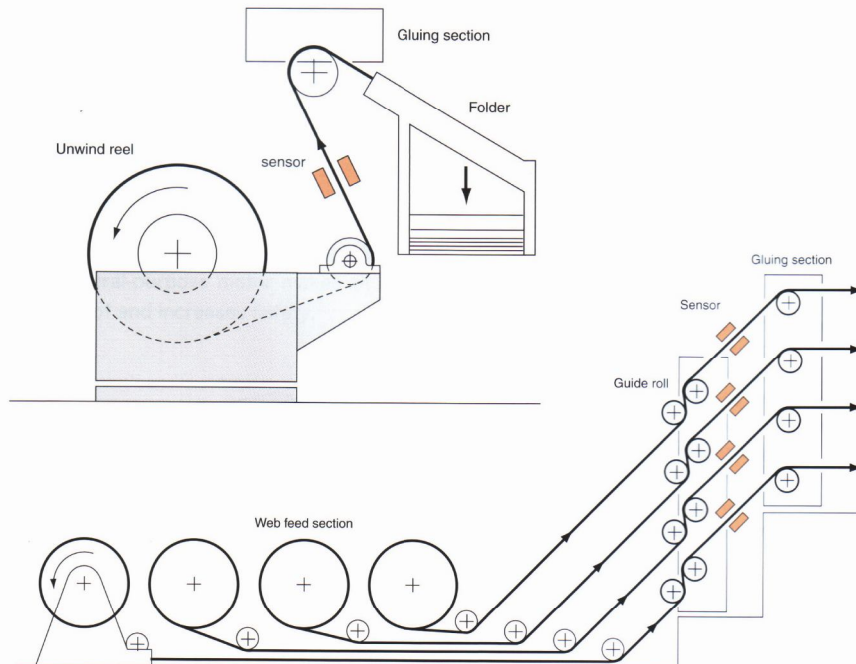 Gluing section
Folder
Unwind reel
sensor
Gluing section
Sensor
Guide roll
Web feed section